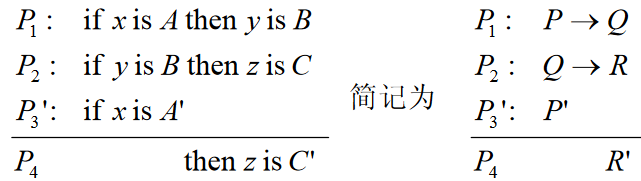 P₁: if x is A then y is B
P₂: if y is B then z is C
P₃': if x is A'
P₄ then z is C'
简记为
P₁: P → Q
P₂: Q → R
P₃': P'
P₄ R'